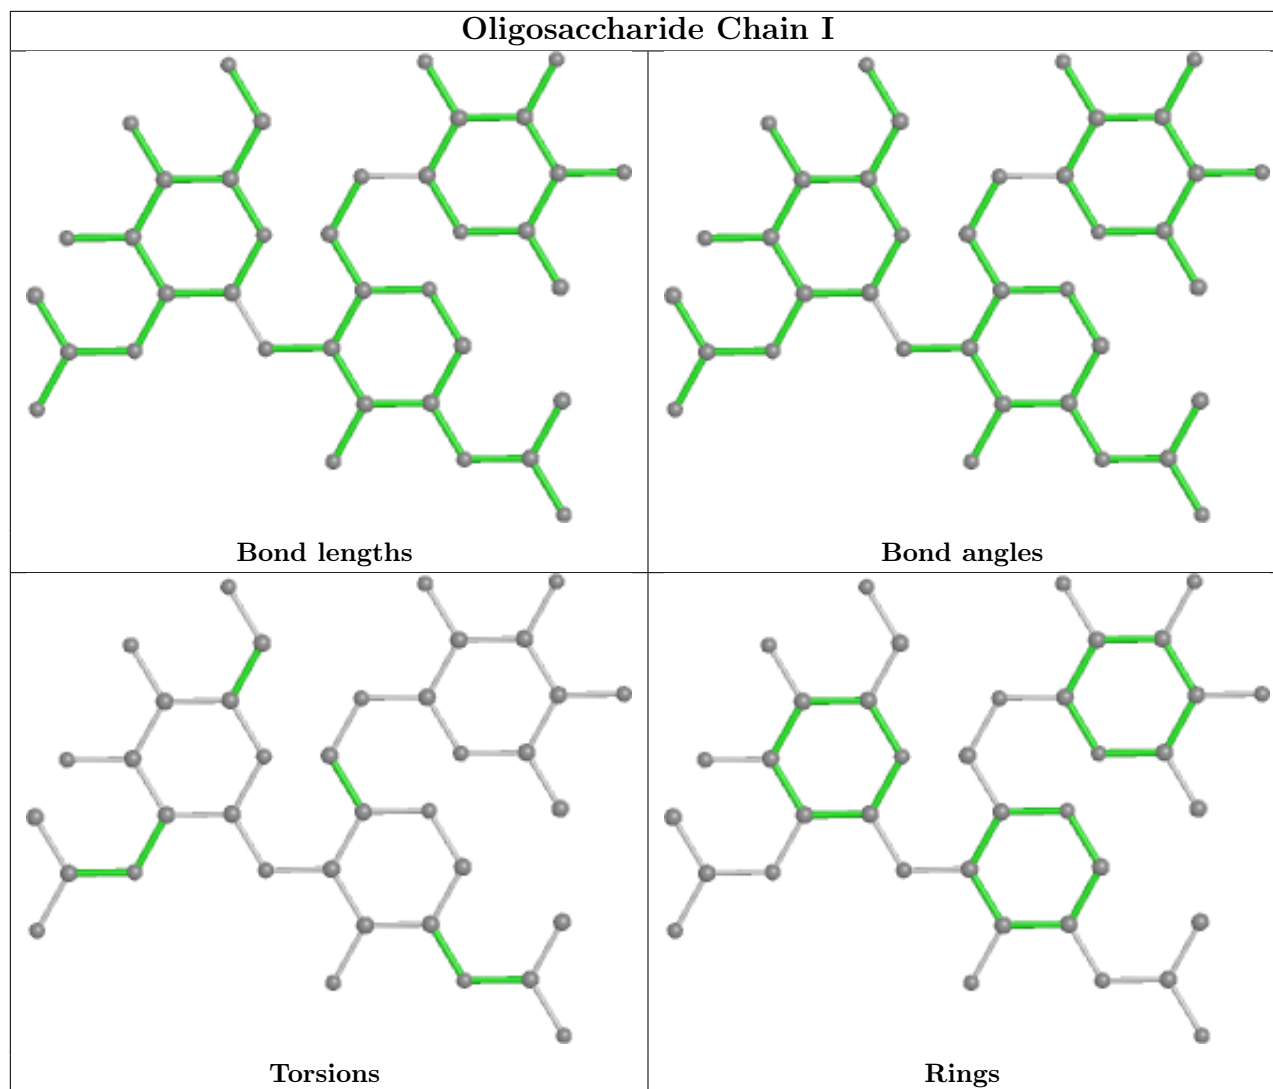 Oligosaccharide Chain I
Bond lengths
Bond angles
Torsions
Rings